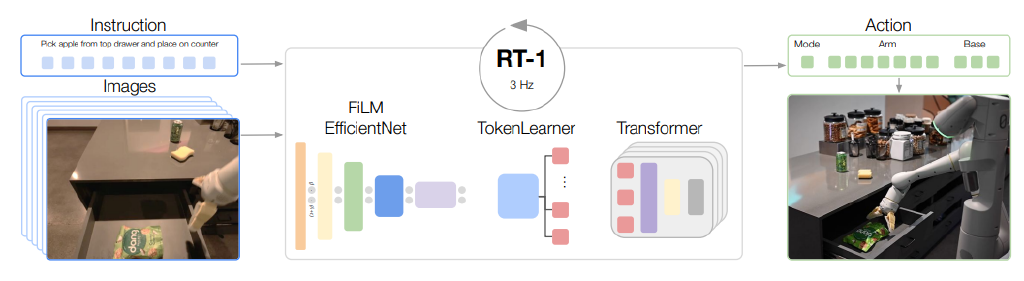 Instruction
Pick apple from top drawer and place on counter
Images
RT-1
3 Hz
FiLM
EfficientNet
TokenLearner
Transformer
Action
Mode Arm Base